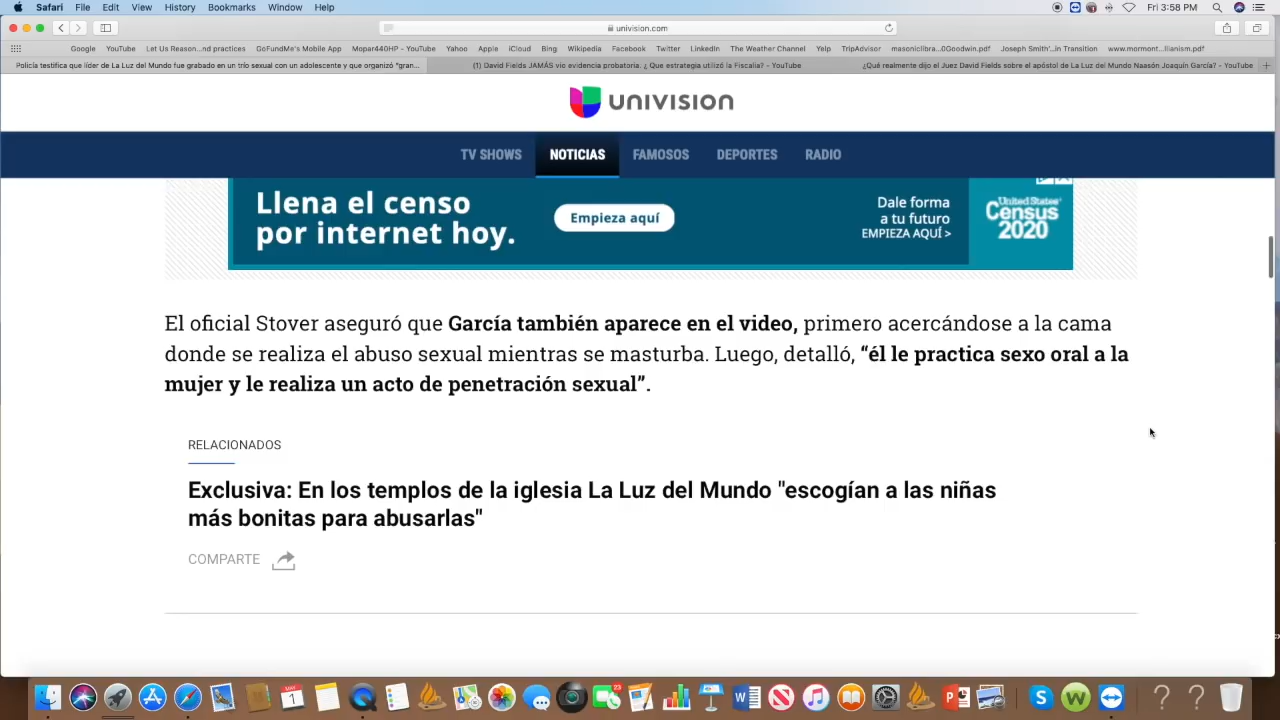 Safari File Edit View History Bookmarks Window Help
Fri 3:58 PM
univision.com
Google YouTube Let Us Reason...nd practices GoFundMe's Mobile App Mopar440HP - YouTube Yahoo Apple iCloud Bing Wikipedia Facebook Twitter LinkedIn The Weather Channel Yelp TripAdvisor masoniclibra...0Goodwin.pdf Joseph Smith'...in Transition www.mormont...llianism.pdf
Policía testifica que líder de La Luz del Mundo fue grabado en un trío sexual con un adolescente y que organizó "gran...
(1) David Fields JAMÁS vio evidencia probatoria. ¿ Que estrategia utilizó la Fiscalía? - YouTube
¿Qué realmente dijo el Juez David Fields sobre el apóstol de La Luz del Mundo Naasón Joaquín García? - YouTube
UNIVISION
TV SHOWS NOTICIAS FAMOSOS DEPORTES RADIO
Llena el censo
por internet hoy.
Empieza aquí
Dale forma
a tu futuro
EMPIEZA AQUÍ >
United States®
Census
2020
El oficial Stover aseguró que García también aparece en el video, primero acercándose a la cama
donde se realiza el abuso sexual mientras se masturba. Luego, detalló, “él le practica sexo oral a la
mujer y le realiza un acto de penetración sexual”.
RELACIONADOS
Exclusiva: En los templos de la iglesia La Luz del Mundo "escogían a las niñas
más bonitas para abusarlas"
COMPARTE
23
MAY
1